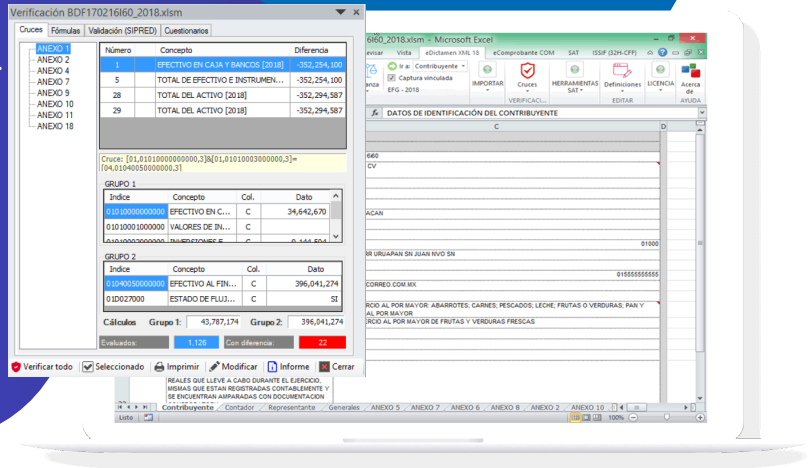 Verificación BDF170216I60_2018.xlsm
Cruces Fórmulas Validación (SIPRED) Cuestionarios
ANEXO 1
ANEXO 2
ANEXO 4
ANEXO 7
ANEXO 9
ANEXO 10
ANEXO 11
ANEXO 18
Número Concepto Diferencia
1 EFECTIVO EN CAJA Y BANCOS [2018] -352,254,100
5 TOTAL DE EFECTIVO E INSTRUMEN... -352,254,100
28 TOTAL DEL ACTIVO [2018] -352,294,587
29 TOTAL DEL ACTIVO [2018] -352,294,587
Cruce: [01,01010000000000,3]&[01,01010003000000,3]=
[04,01040050000000,3]
GRUPO 1
Indice Concepto Col. Dato
01010000000000 EFECTIVO EN C... C 34,642,670
01010001000000 VALORES DE IN... C
01010002000000 INVERSIONES E C 9,144,504
GRUPO 2
Indice Concepto Col. Dato
01040050000000 EFECTIVO AL FIN... C 396,041,274
01D027000 ESTADO DE FLUJ... C SI
Cálculos Grupo 1: 43,787,174 Grupo 2: 396,041,274
Evaluados: 1,126 Con diferencia: 22
Verificar todo Seleccionado Imprimir Modificar Informe Cerrar
6I60_2018.xlsm - Microsoft Excel
evisar Vista eDictamen XML 18 eComprobante COM SAT ISSIF (32H-CFF)
Ir a: Contribuyente
Captura vinculada
EFG - 2018
anza
IMPORTAR Cruces HERRAMIENTAS SAT Definiciones LICENCIA Acerca de
VERIFICACI... EDITAR AYUDA
fx DATOS DE IDENTIFICACIÓN DEL CONTRIBUYENTE
C D
6I60
CV
ACAN
01000
RR URUAPAN SN JUAN NVO SN
015555555555
CORREO.COM.MX
RCIO AL POR MAYOR: ABARROTES; CARNES; PESCADOS; LECHE; FRUTAS O VERDURAS; PAN Y
AL POR MAYOR
ERCIO AL POR MAYOR DE FRUTAS Y VERDURAS FRESCAS
REALES QUE LLEVE A CABO DURANTE EL EJERCICIO,
MISMAS QUE ESTAN REGISTRADAS CONTABLEMENTE Y
SE ENCUENTRAN AMPARADAS CON DOCUMENTACION
Contribuyente Contador Representante Generales ANEXO 5 ANEXO 7 ANEXO 6 ANEXO 8 ANEXO 2 ANEXO 10
Listo 100%